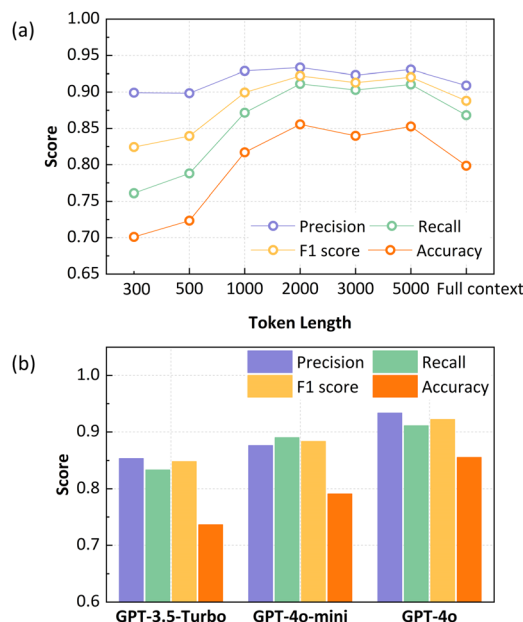 (a)
1.00
0.95
0.90
0.85
0.80
0.75
0.70
0.65
Score
Precision
Recall
F1 score
Accuracy
300
500
1000
2000
3000
5000
Full context
Token Length
(b)
Precision
Recall
F1 score
Accuracy
1.0
0.9
0.8
0.7
0.6
Score
GPT-3.5-Turbo
GPT-4o-mini
GPT-4o